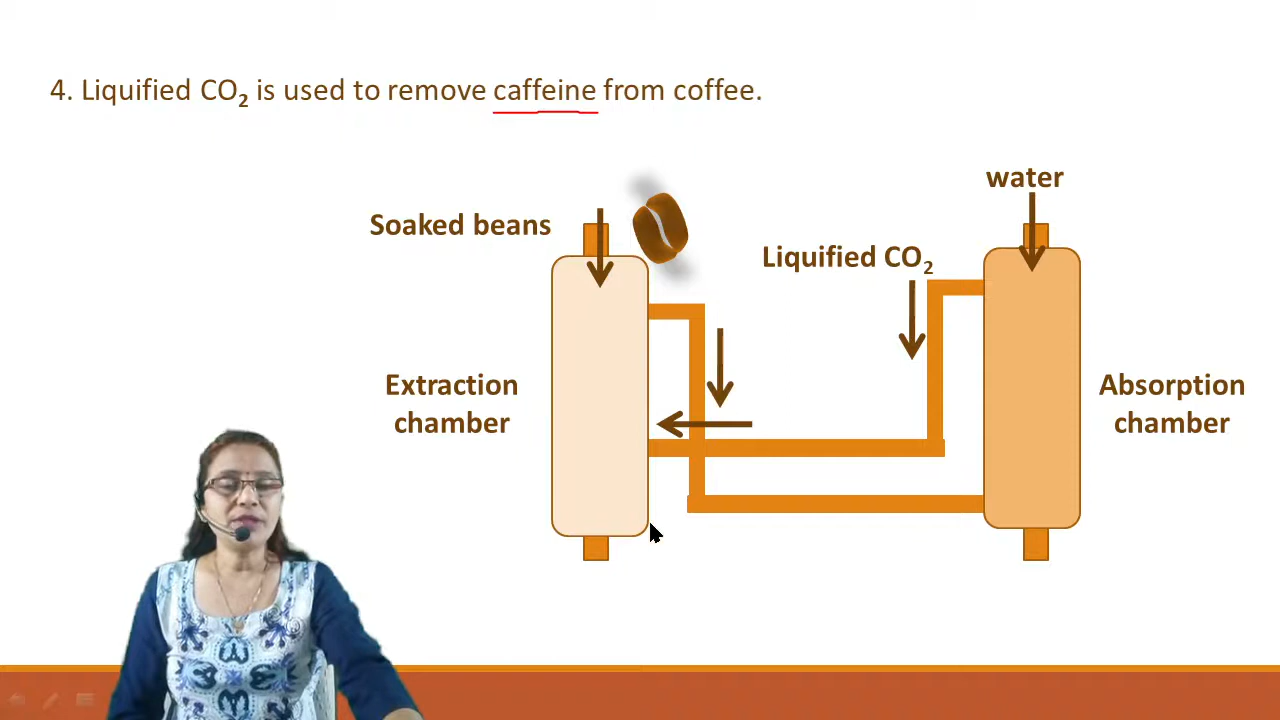 4. Liquified CO₂ is used to remove caffeine from coffee.
water
Soaked beans
Liquified CO₂
Extraction
chamber
Absorption
chamber